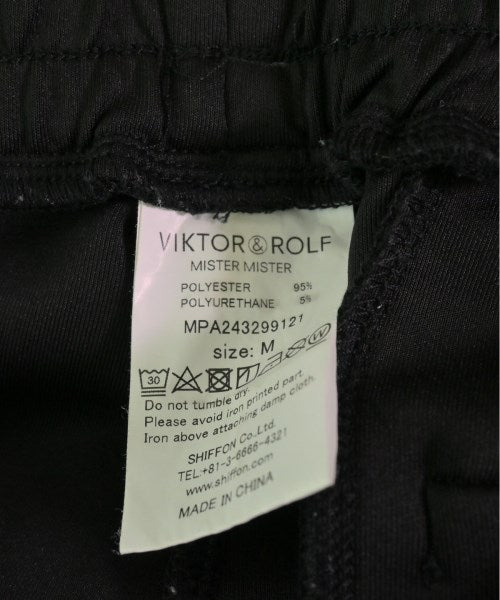 VIKTOR&ROLF
MISTER MISTER
POLYESTER 95%
POLYURETHANE 5%
MPA243299121
size: M
30
Do not tumble dry.
Please avoid iron printed part.
Iron above attaching damp cloth.
SHIFFON Co., Ltd.
TEL:+81-3-6666-4321
www.shiffon.com
MADE IN CHINA